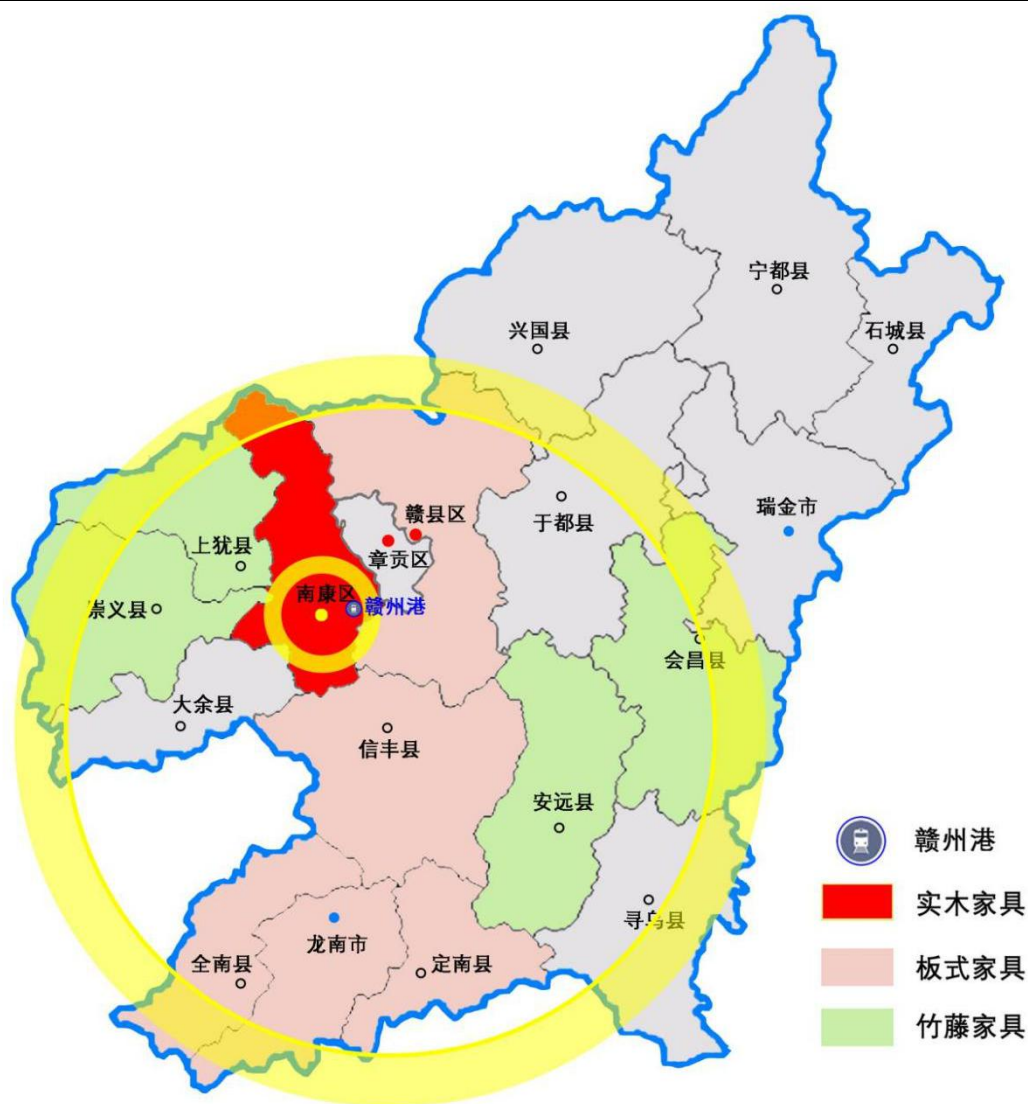 宁都县
兴国县
石城县
赣县区
于都县
瑞金市
上犹县
章贡区
南康区
赣州港
崇义县
会昌县
大余县
信丰县
安远县
赣州港
实木家具
寻乌县
龙南市
全南县
定南县
板式家具
竹藤家具